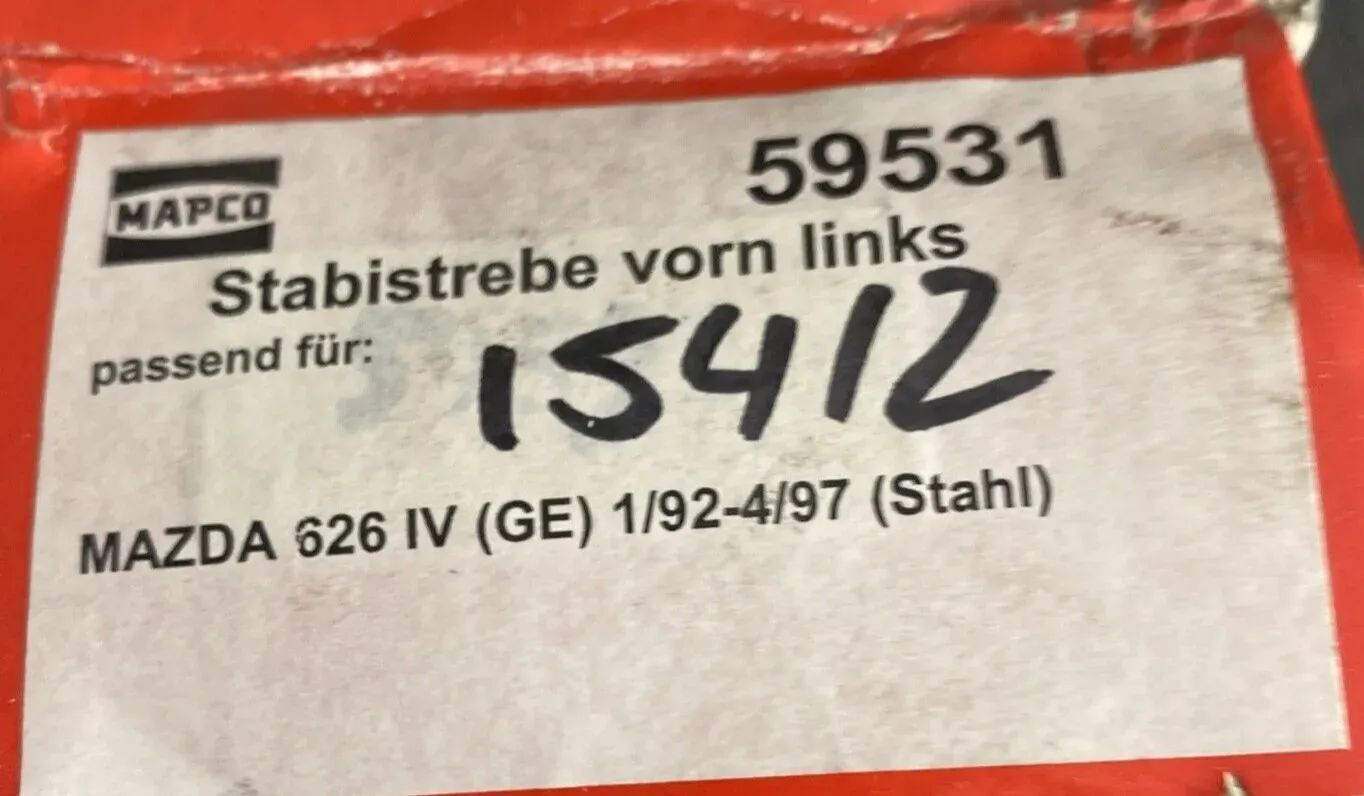 59531
MAPCO
Stabistrebe vorn links
passend für:
15412
MAZDA 626 IV (GE) 1/92-4/97 (Stahl)